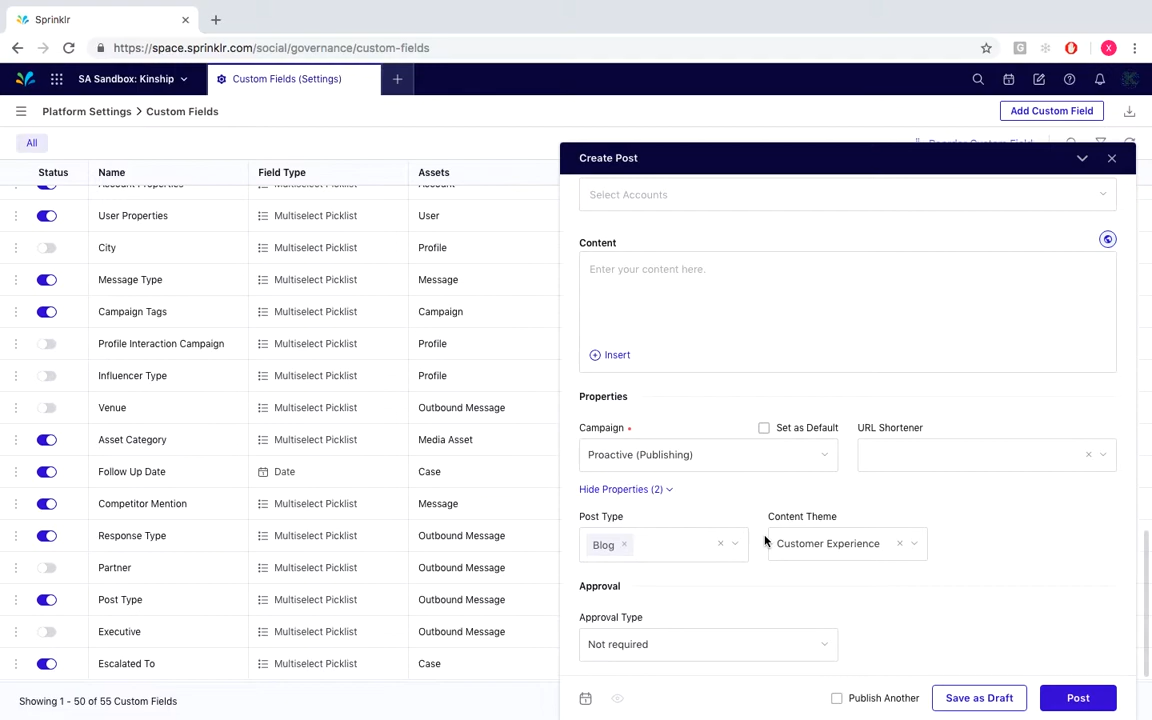 Sprinklr
https://space.sprinklr.com/social/governance/custom-fields
G
X
SA Sandbox: Kinship
Custom Fields (Settings)
Platform Settings > Custom Fields
Add Custom Field
All
Reorder Custom Field
Status Name Field Type Assets
Account Properties Multiselect Picklist Account
User Properties Multiselect Picklist User
City Multiselect Picklist Profile
Message Type Multiselect Picklist Message
Campaign Tags Multiselect Picklist Campaign
Profile Interaction Campaign Multiselect Picklist Profile
Influencer Type Multiselect Picklist Profile
Venue Multiselect Picklist Outbound Message
Asset Category Multiselect Picklist Media Asset
Follow Up Date Date Case
Competitor Mention Multiselect Picklist Message
Response Type Multiselect Picklist Outbound Message
Partner Multiselect Picklist Outbound Message
Post Type Multiselect Picklist Outbound Message
Executive Multiselect Picklist Outbound Message
Escalated To Multiselect Picklist Case
Showing 1 - 50 of 55 Custom Fields
Create Post
Select Accounts
Content
Enter your content here.
Insert
Properties
Campaign • Set as Default URL Shortener
Proactive (Publishing)
Hide Properties (2)
Post Type Content Theme
Blog Customer Experience
Approval
Approval Type
Not required
Publish Another Save as Draft Post